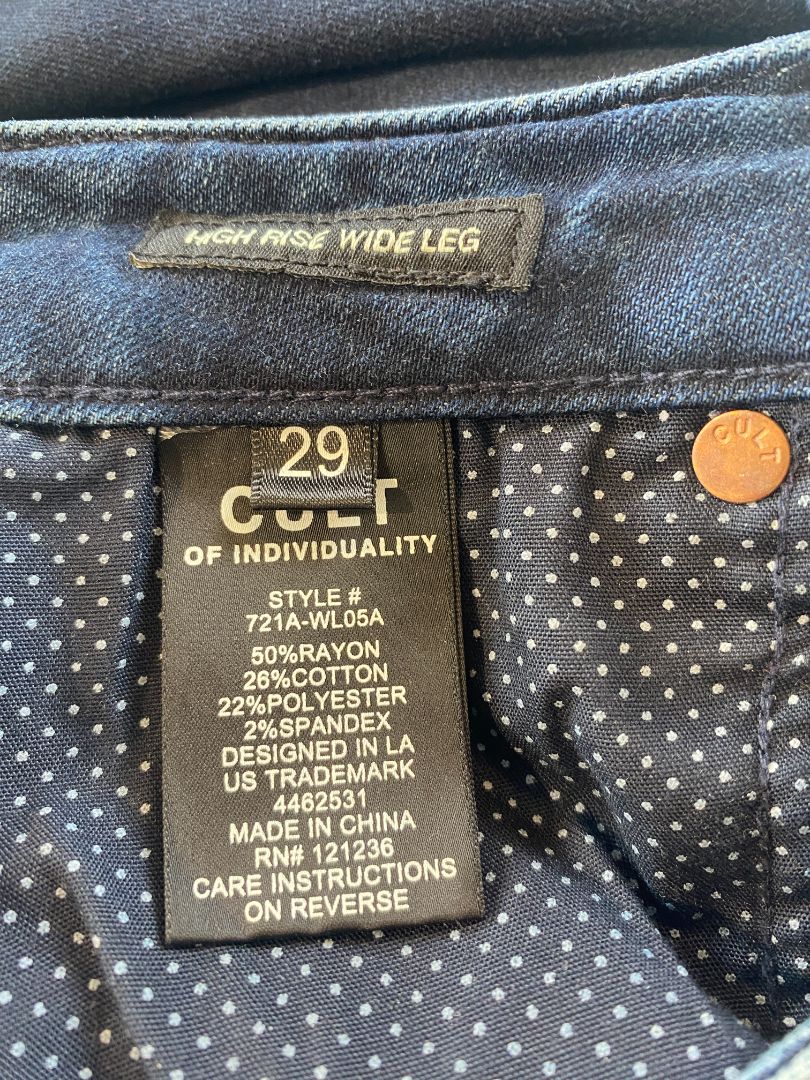 HIGH RISE WIDE LEG
29
CULT
CULT
OF INDIVIDUALITY
STYLE #
721A-WL05A
50%RAYON
26%COTTON
22%POLYESTER
2%SPANDEX
DESIGNED IN LA
US TRADEMARK
4462531
MADE IN CHINA
RN# 121236
CARE INSTRUCTIONS
ON REVERSE